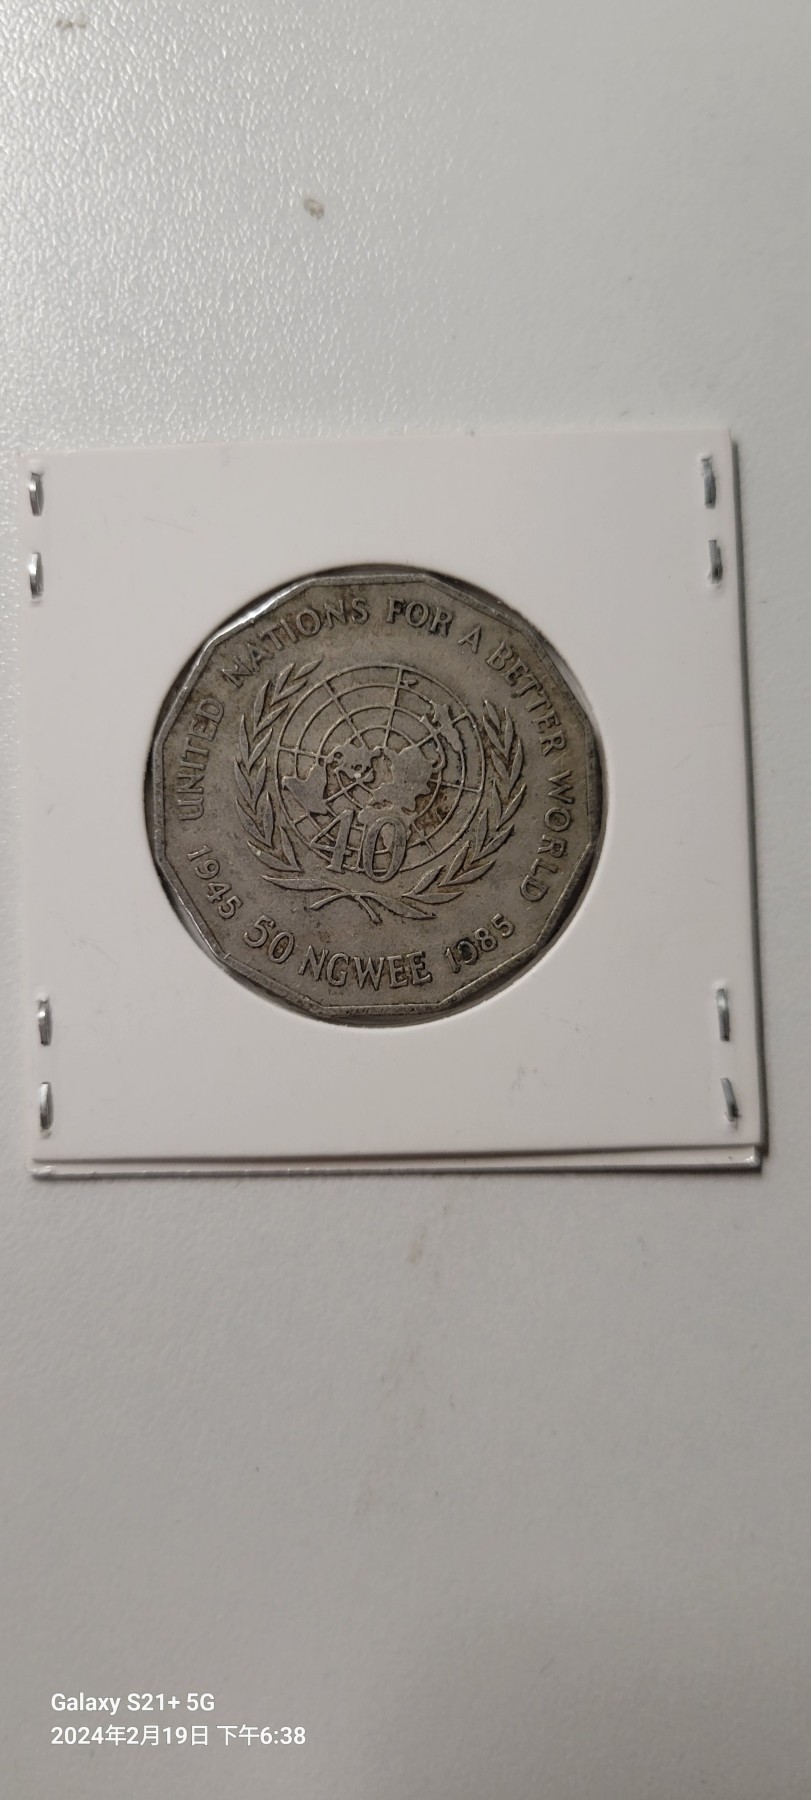 UNITED NATIONS FOR A BETTER WORLD
40
1945 50 NGWEE 1985
Galaxy S21+ 5G
2024年2月19日 下午6:38